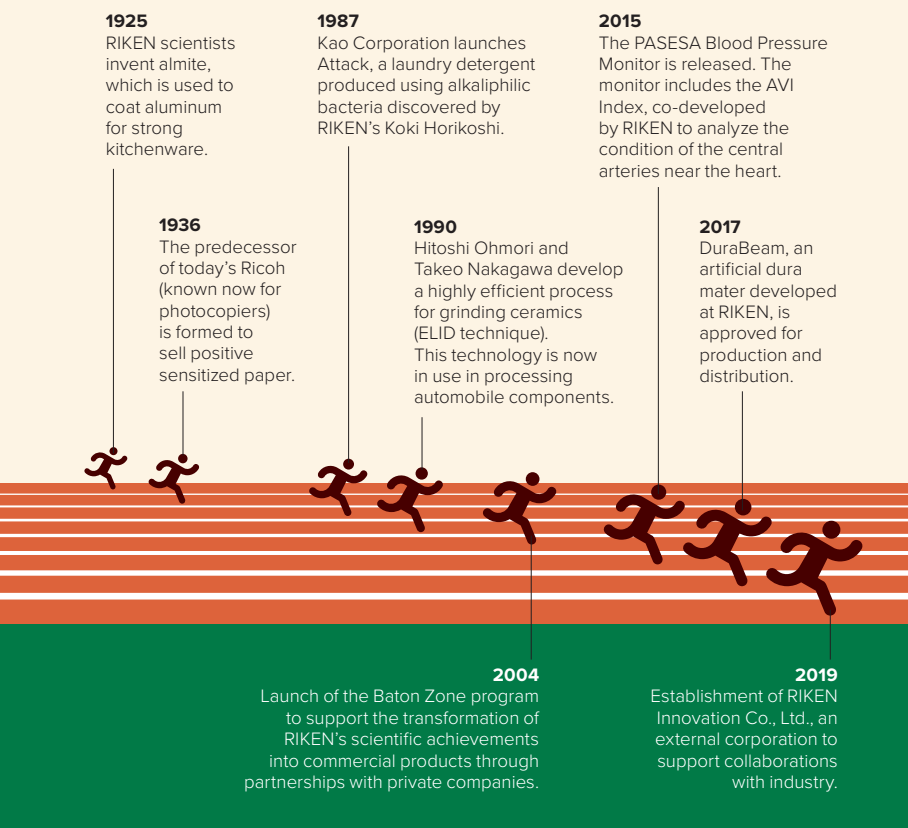 1925
RIKEN scientists
invent almite,
which is used to
coat aluminum
for strong
kitchenware.
1936
The predecessor
of today's Ricoh
(known now for
photocopiers)
is formed to
sell positive
sensitized paper.
1987
Kao Corporation launches
Attack, a laundry detergent
produced using alkaliphilic
bacteria discovered by
RIKEN's Koki Horikoshi.
1990
Hitoshi Ohmori and
Takeo Nakagawa develop
a highly efficient process
for grinding ceramics
(ELID technique).
This technology is now
in use in processing
automobile components.
2004
Launch of the Baton Zone program
to support the transformation of
RIKEN's scientific achievements
into commercial products through
partnerships with private companies.
2015
The PASESA Blood Pressure
Monitor is released. The
monitor includes the AVI
Index, co-developed
by RIKEN to analyze the
condition of the central
arteries near the heart.
2017
DuraBeam, an
artificial dura
mater developed
at RIKEN, is
approved for
production and
distribution.
2019
Establishment of RIKEN
Innovation Co., Ltd., an
external corporation to
support collaborations
with industry.